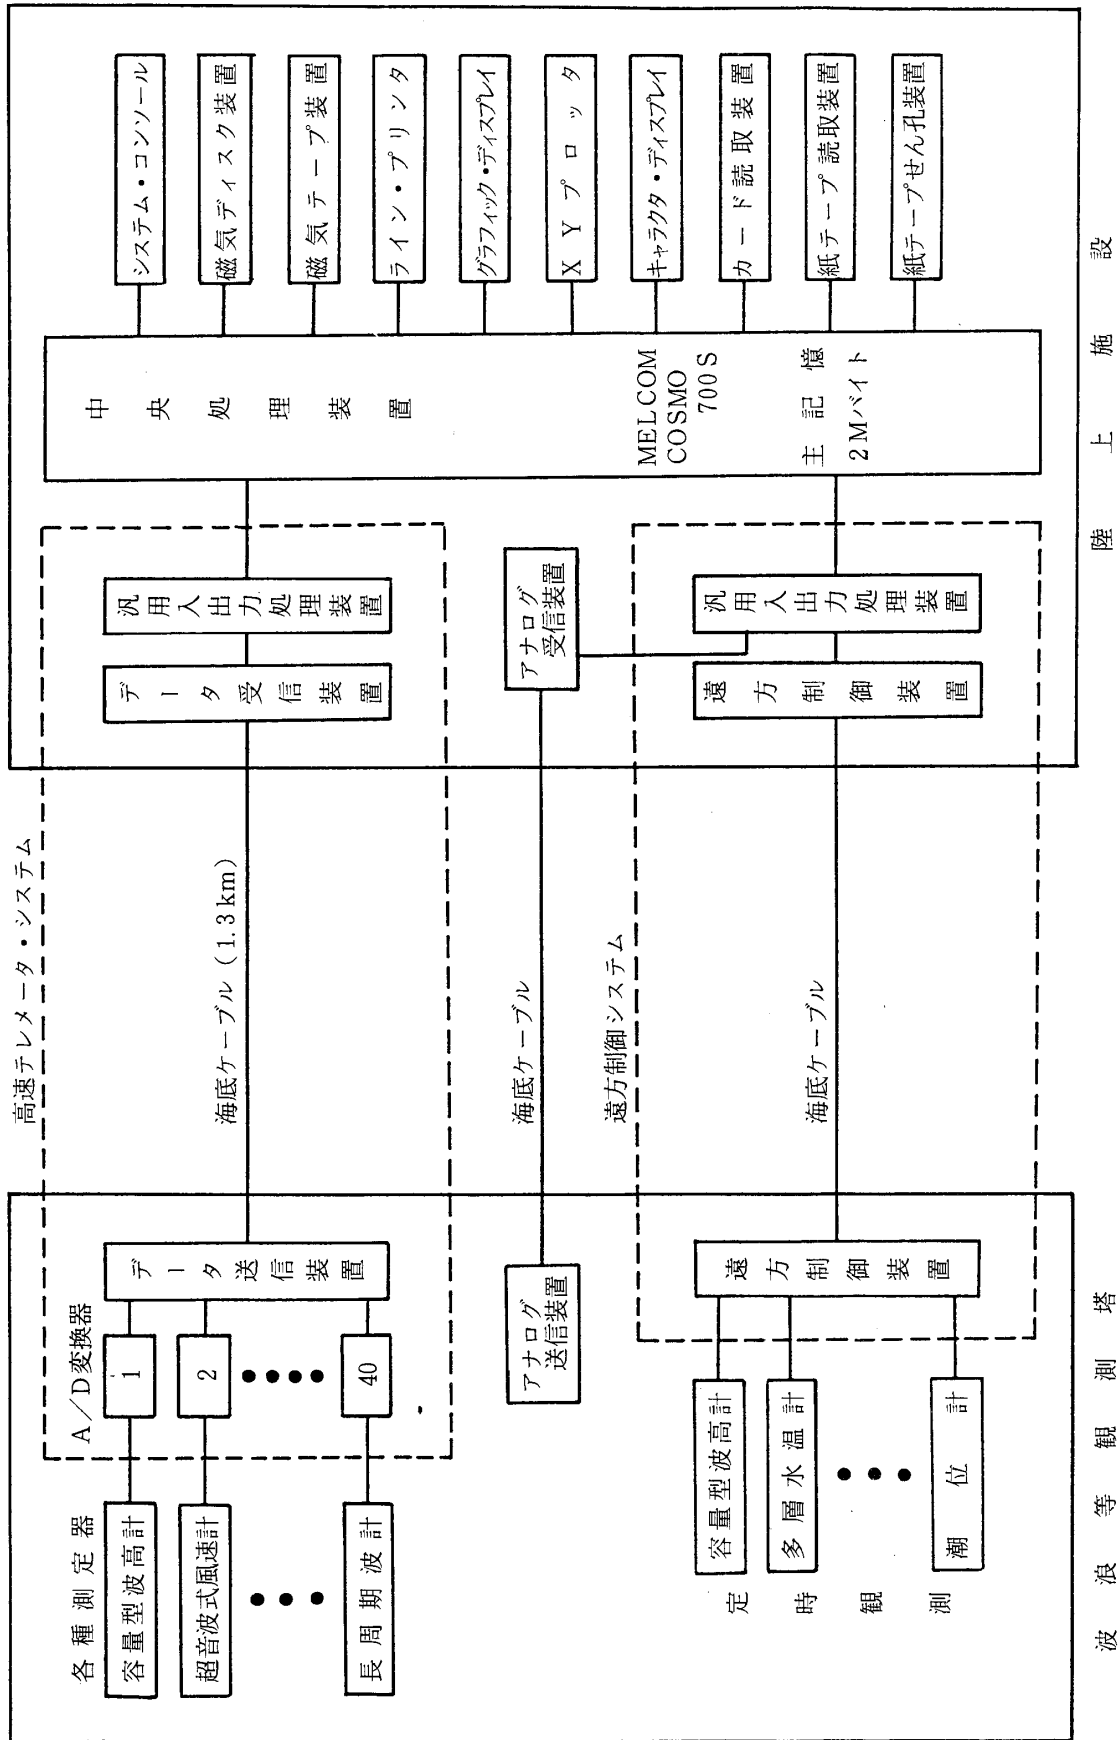 高速テレメータ・システム
各種測定器
A/D変換器
容量型波高計
1
超音波式風速計
2
長周期波計
40
データ送信装置
海底ケーブル(1.3km)
データ受信装置
汎用入出力処理装置
アナログ
送信装置
海底ケーブル
アナログ
受信装置
遠方制御システム
容量型波高計
多層水温計
潮位計
定時観測
遠方制御装置
海底ケーブル
遠方制御装置
汎用入出力処理装置
中央処理装置
MELCOM
COSMO
700S
主記憶
2Mバイト
システム・コンソール
磁気ディスク装置
磁気テープ装置
ライン・プリンタ
グラフィック・ディスプレイ
XYプロッタ
キャラクタ・ディスプレイ
カード読取装置
紙テープ読取装置
紙テープせん孔装置
波浪等観測塔
陸上施設